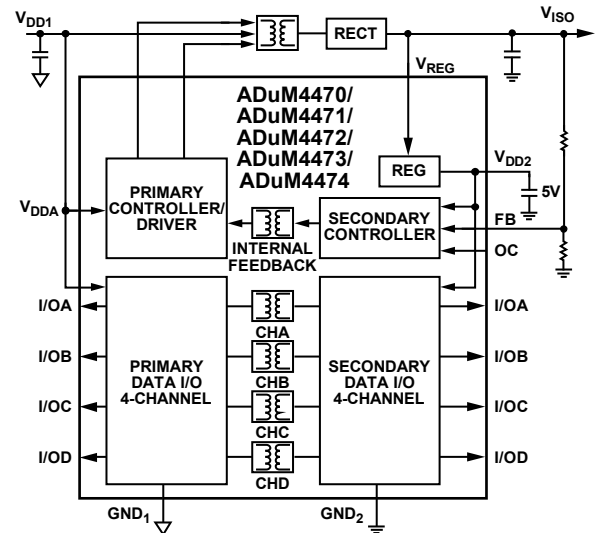 VDD1
VISO
RECT
VREG
ADuM4470/
ADuM4471/
ADuM4472/
ADuM4473/
ADuM4474
REG
VDD2
5V
PRIMARY
CONTROLLER/
DRIVER
VDDA
INTERNAL
FEEDBACK
SECONDARY
CONTROLLER
FB
OC
I/OA
I/OB
I/OC
I/OD
PRIMARY
DATA I/O
4-CHANNEL
CHA
CHB
CHC
CHD
SECONDARY
DATA I/O
4-CHANNEL
I/OA
I/OB
I/OC
I/OD
GND1
GND2